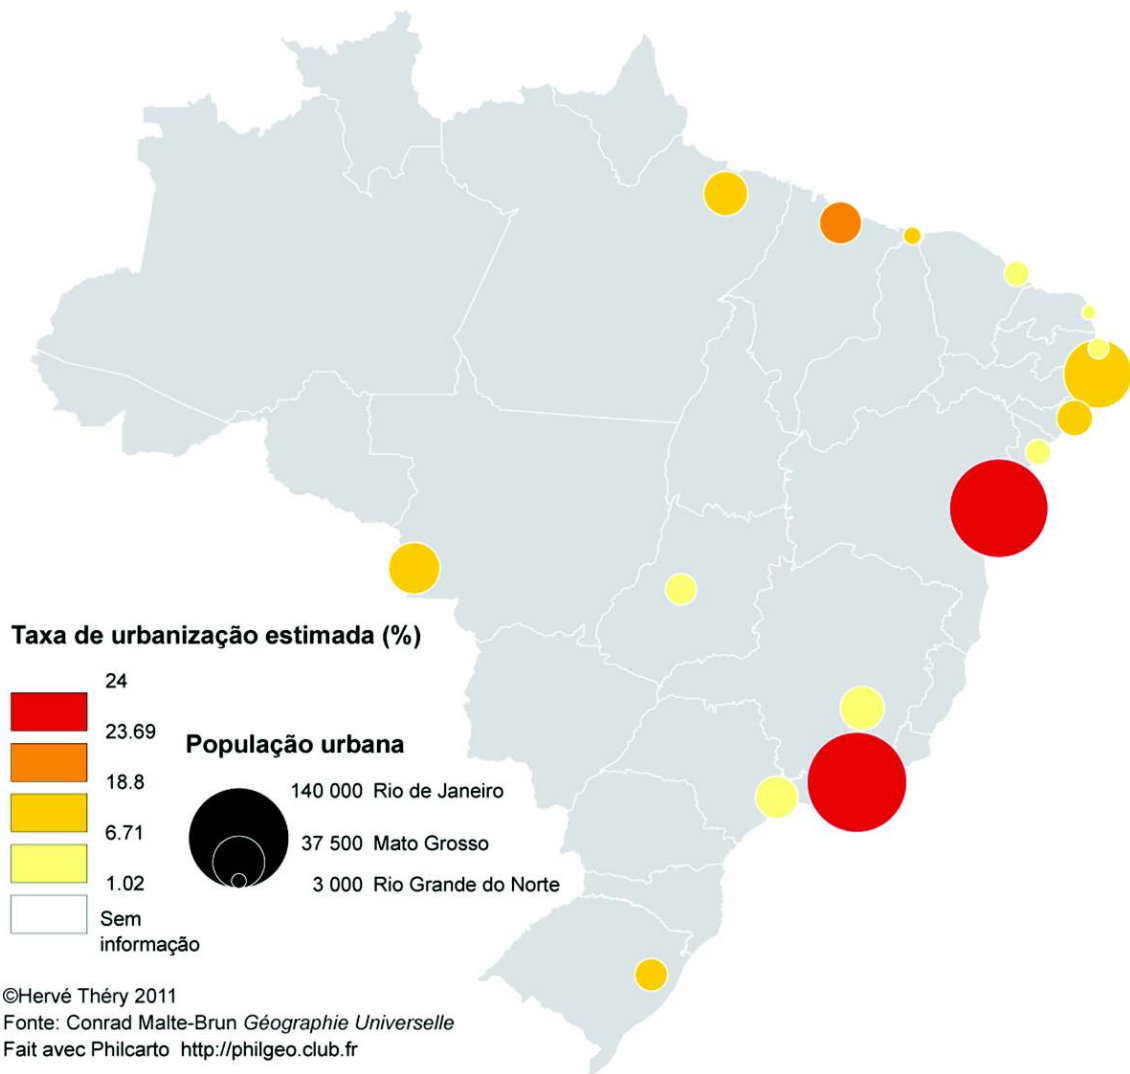 Taxa de urbanização estimada (%)
24
23.69
18.8
6.71
1.02
Sem
informação
População urbana
140 000 Rio de Janeiro
37 500 Mato Grosso
3 000 Rio Grande do Norte
©Hervé Théry 2011
Fonte: Conrad Malte-Brun Géographie Universelle
Fait avec Philcarto http://philgeo.club.fr